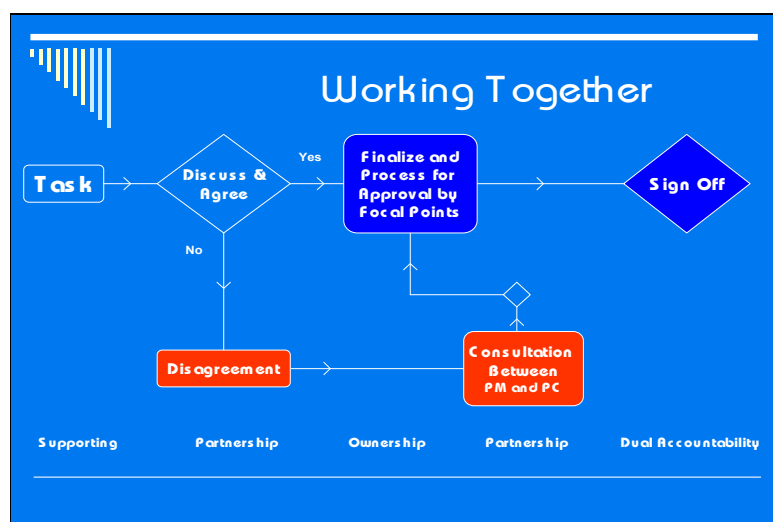 Working Together
Task
Discuss &
Agree
Yes
Finalize and
Process for
Approval by
Focal Points
Sign Off
No
Disagreement
Consultation
Between
PM and PC
Supporting
Partnership
Ownership
Partnership
Dual Accountability